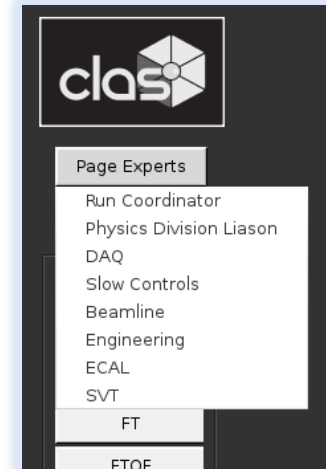 clas
Page Experts
Run Coordinator
Physics Division Liason
DAQ
Slow Controls
Beamline
Engineering
ECAL
SVT
FT
FTOF